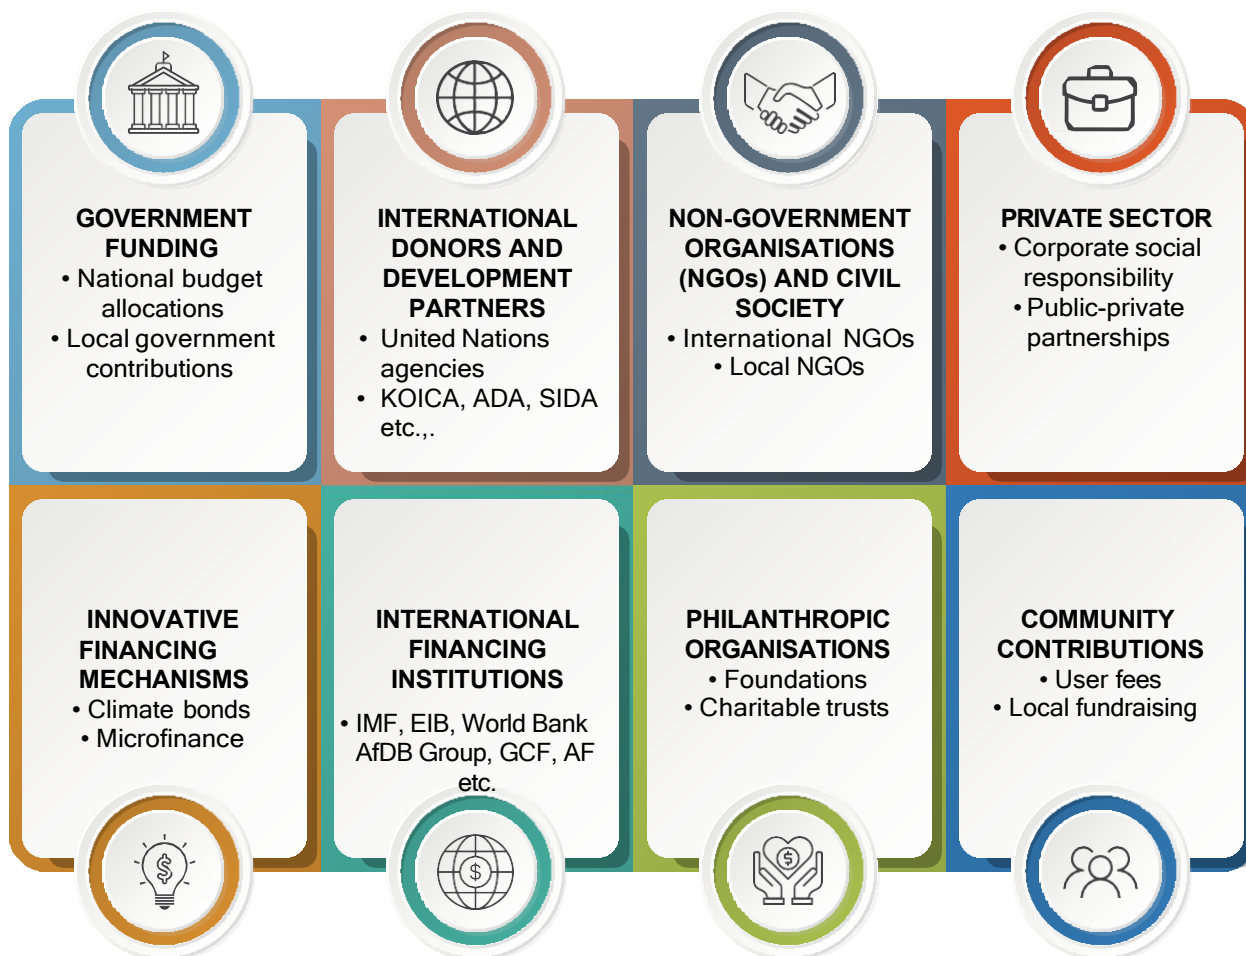 GOVERNMENT
FUNDING
• National budget
allocations
• Local government
contributions
INTERNATIONAL
DONORS AND
DEVELOPMENT
PARTNERS
• United Nations
agencies
• KOICA, ADA, SIDA
etc.,.
NON-GOVERNMENT
ORGANISATIONS
(NGOs) AND CIVIL
SOCIETY
• International NGOs
• Local NGOs
PRIVATE SECTOR
• Corporate social
responsibility
• Public-private
partnerships
INNOVATIVE
FINANCING
MECHANISMS
• Climate bonds
• Microfinance
$
INTERNATIONAL
FINANCING
INSTITUTIONS
• IMF, EIB, World Bank
AfDB Group, GCF, AF
etc.
$
PHILANTHROPIC
ORGANISATIONS
• Foundations
• Charitable trusts
$
COMMUNITY
CONTRIBUTIONS
• User fees
• Local fundraising